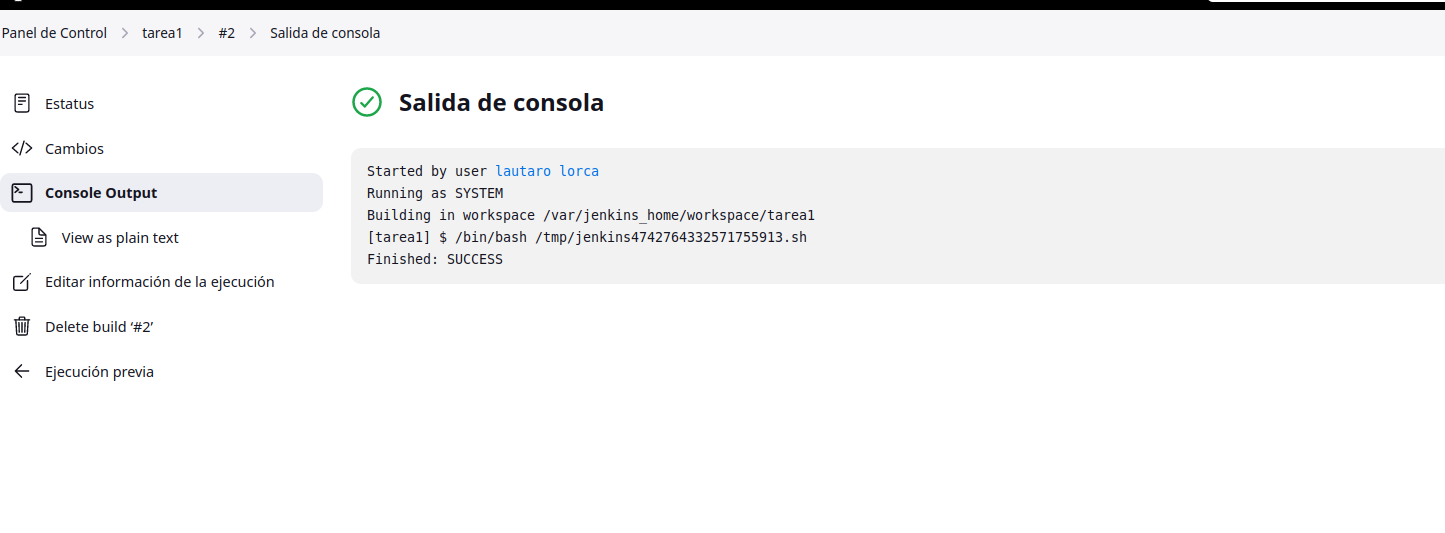 Panel de Control > tarea1 > #2 > Salida de consola
Estatus
Cambios
Console Output
View as plain text
Editar información de la ejecución
Delete build ‘#2’
Ejecución previa
Salida de consola
Started by user lautaro lorca
Running as SYSTEM
Building in workspace /var/jenkins_home/workspace/tarea1
[tarea1] $ /bin/bash /tmp/jenkins4742764332571755913.sh
Finished: SUCCESS